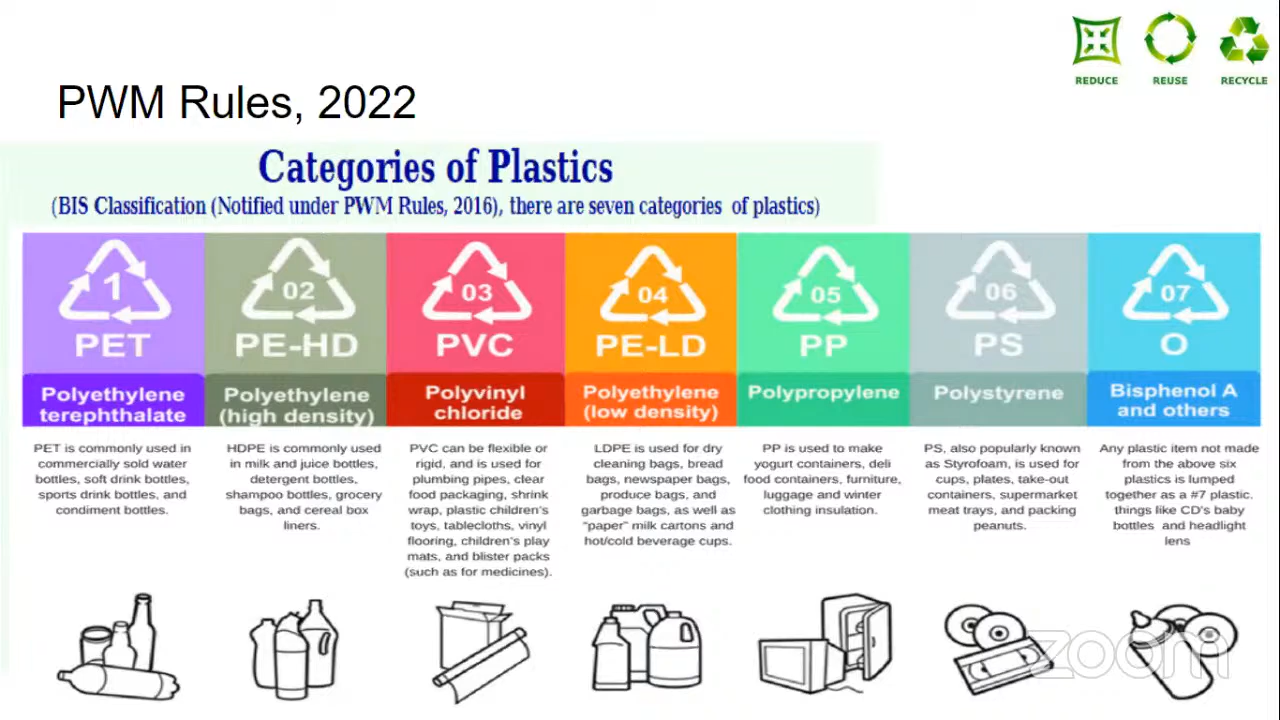 REDUCE REUSE RECYCLE
PWM Rules, 2022
Categories of Plastics
(BIS Classification (Notified under PWM Rules, 2016), there are seven categories of plastics)
1
PET
Polyethylene
terephthalate
PET is commonly used in
commercially sold water
bottles, soft drink bottles,
sports drink bottles, and
condiment bottles.
02
PE-HD
Polyethylene
(high density)
HDPE is commonly used
in milk and juice bottles,
detergent bottles,
shampoo bottles, grocery
bags, and cereal box
liners.
03
PVC
Polyvinyl
chloride
PVC can be flexible or
rigid, and is used for
plumbing pipes, clear
food packaging, shrink
wrap, plastic children's
toys, tablecloths, vinyl
flooring, children's play
mats, and blister packs
(such as for medicines).
04
PE-LD
Polyethylene
(low density)
LDPE is used for dry
cleaning bags, bread
bags, newspaper bags,
produce bags, and
garbage bags, as well as
"paper" milk cartons and
hot/cold beverage cups.
05
PP
Polypropylene
PP is used to make
yogurt containers, deli
food containers, furniture,
luggage and winter
clothing insulation.
06
PS
Polystyrene
PS, also popularly known
as Styrofoam, is used for
cups, plates, take-out
containers, supermarket
meat trays, and packing
peanuts.
07
O
Bisphenol A
and others
Any plastic item not made
from the above six
plastics is lumped
together as a #7 plastic.
things like CD's baby
bottles and headlight
lens
zoom